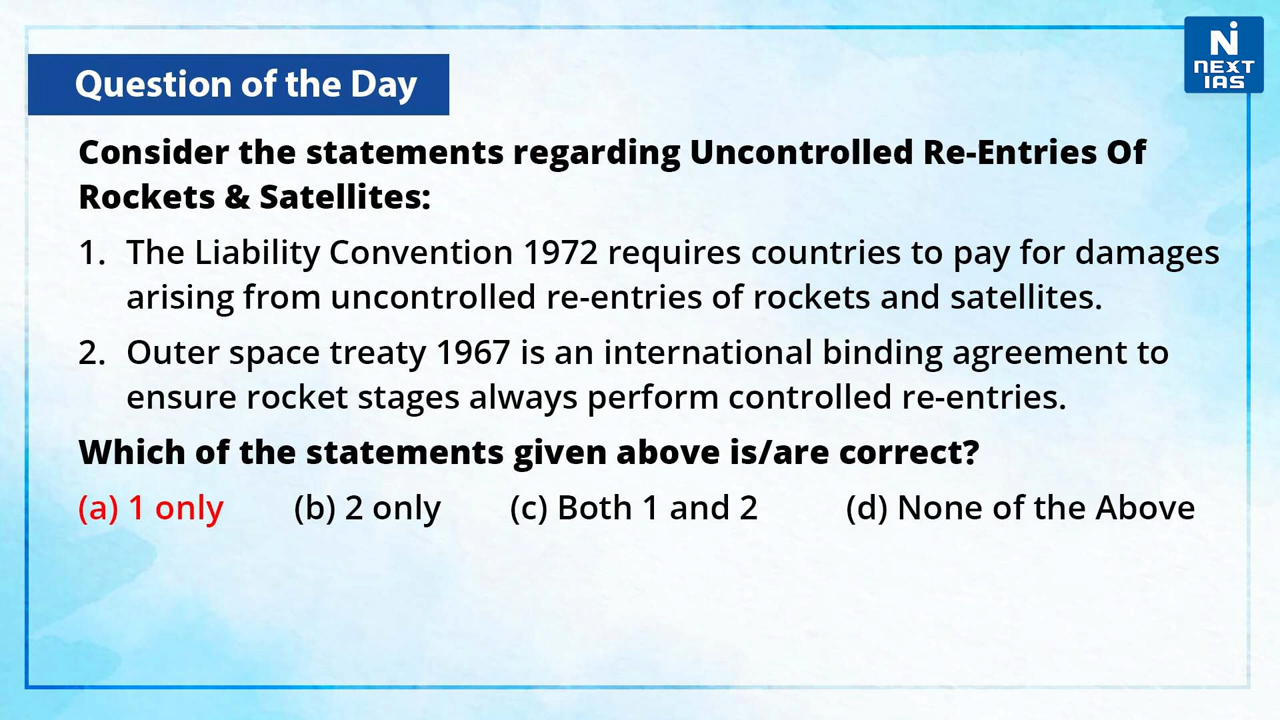 NEXT
IAS
Question of the Day
Consider the statements regarding Uncontrolled Re-Entries Of
Rockets & Satellites:
1. The Liability Convention 1972 requires countries to pay for damages
arising from uncontrolled re-entries of rockets and satellites.
2. Outer space treaty 1967 is an international binding agreement to
ensure rocket stages always perform controlled re-entries.
Which of the statements given above is/are correct?
(a) 1 only (b) 2 only (c) Both 1 and 2 (d) None of the Above